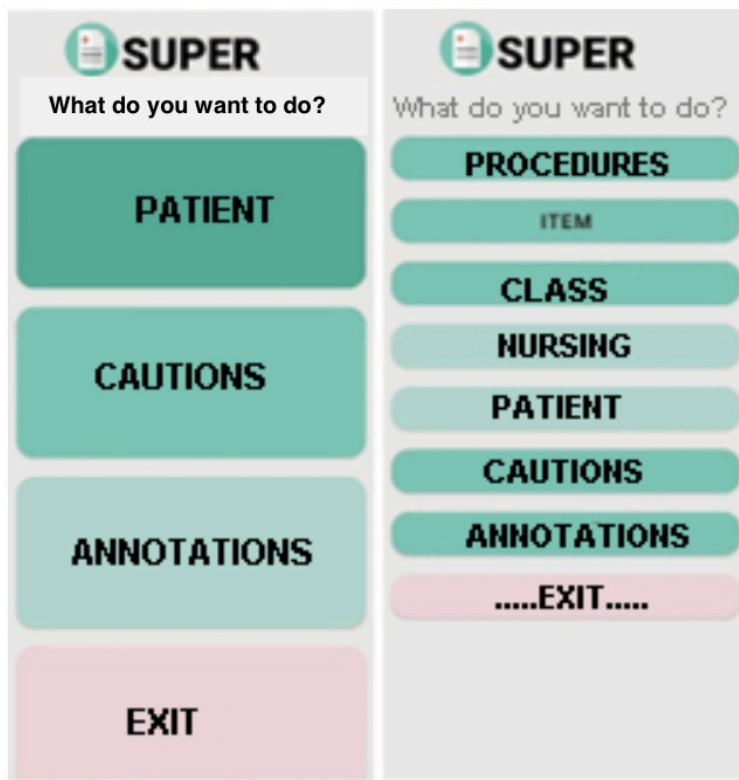 SUPER
What do you want to do?
PATIENT
CAUTIONS
ANNOTATIONS
EXIT
SUPER
What do you want to do?
PROCEDURES
ITEM
CLASS
NURSING
PATIENT
CAUTIONS
ANNOTATIONS
.....EXIT.....